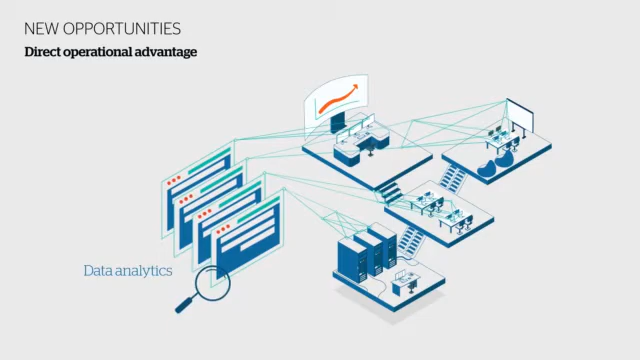 NEW OPPORTUNITIES
Direct operational advantage
Data analytics